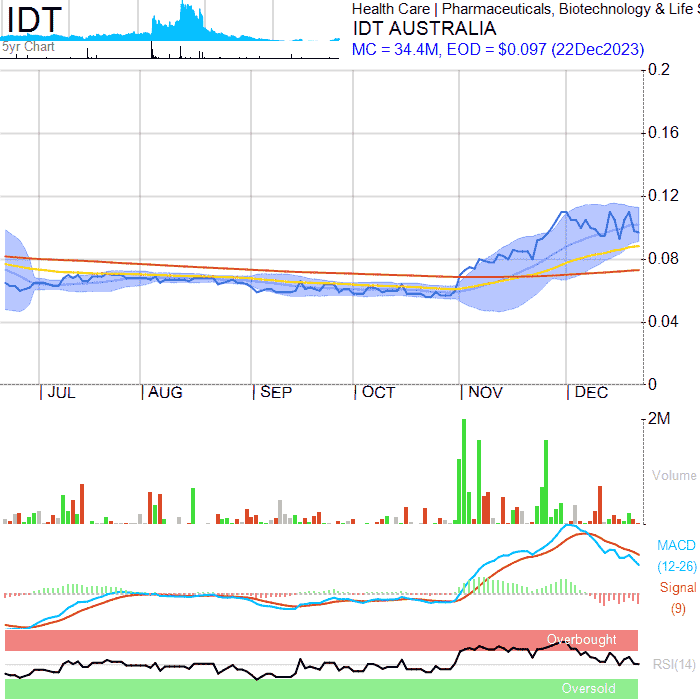 IDT
5yr Chart
Health Care | Pharmaceuticals, Biotechnology & Life S
IDT AUSTRALIA
MC = 34.4M, EOD = $0.097 (22Dec2023)
0.2
0.16
0.12
0.08
0.04
0
JUL AUG SEP OCT NOV DEC
2M
Volume
MACD
(12-26)
Signal
(9)
Overbought
RSI(14)
Oversold